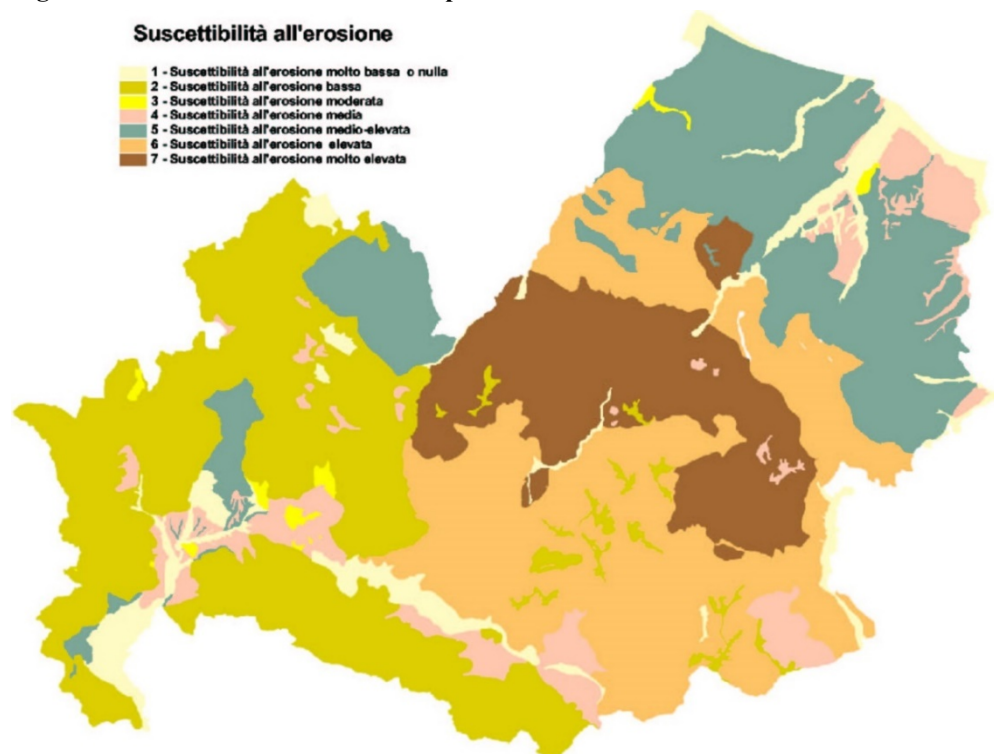 Suscettibilità all'erosione
1 - Suscettibilità all'erosione molto bassa o nulla
2 - Suscettibilità all'erosione bassa
3 - Suscettibilità all'erosione moderata
4 - Suscettibilità all'erosione media
5 - Suscettibilità all'erosione medio-elevata
6 - Suscettibilità all'erosione elevata
7 - Suscettibilità all'erosione molto elevata